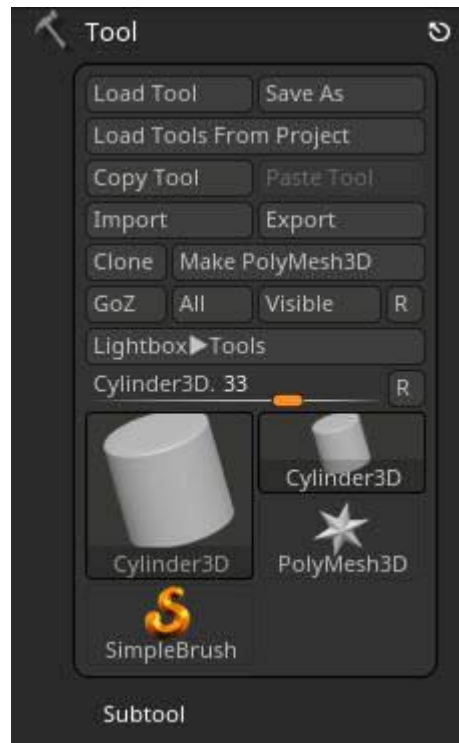 Tool
Load Tool Save As
Load Tools From Project
Copy Tool Paste Tool
Import Export
Clone Make PolyMesh3D
GoZ All Visible R
Lightbox▶Tools
Cylinder3D. 33 R
Cylinder3D
Cylinder3D PolyMesh3D
SimpleBrush
Subtool